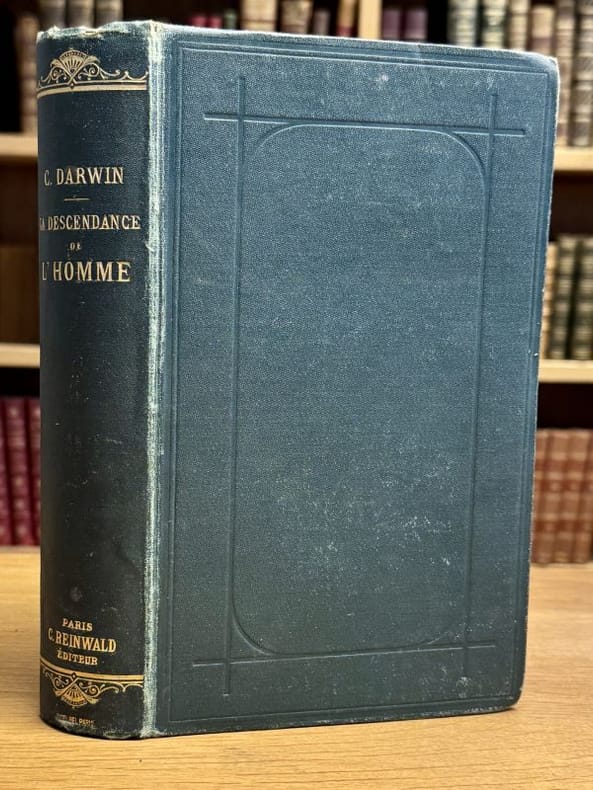 C. DARWIN
LA DESCENDANCE
DE
L'HOMME
PARIS
C. REINWALD
ÉDITEUR